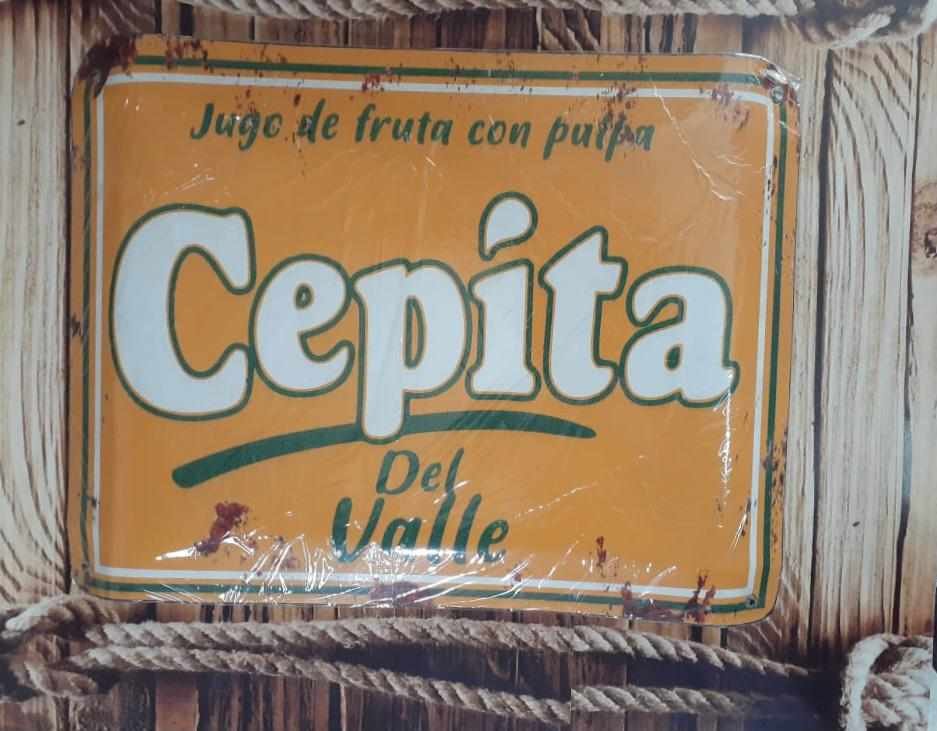 Jugo de fruta con pulpa
Cepita
Del
Valle